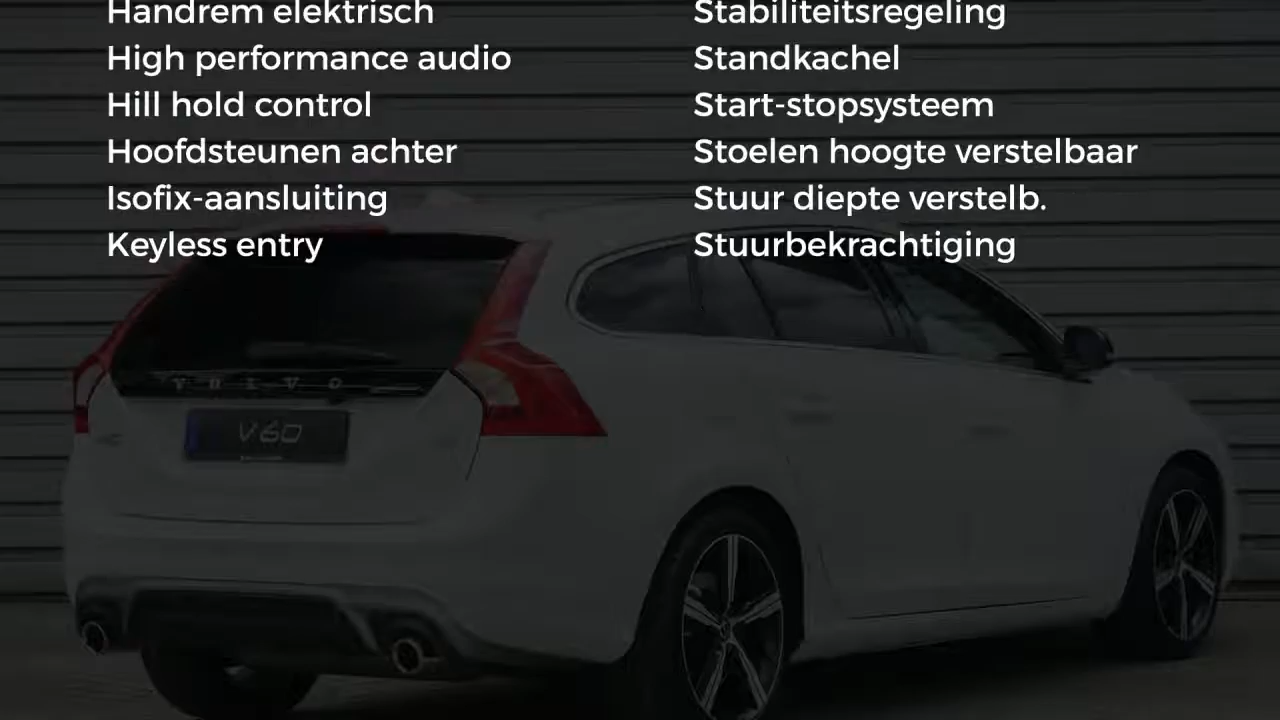 Handrem elektrisch
High performance audio
Hill hold control
Hoofdsteunen achter
Isofix-aansluiting
Keyless entry
Stabiliteitsregeling
Standkachel
Start-stopsysteem
Stoelen hoogte verstelbaar
Stuur diepte verstelb.
Stuurbekrachtiging
VOLVO
V60